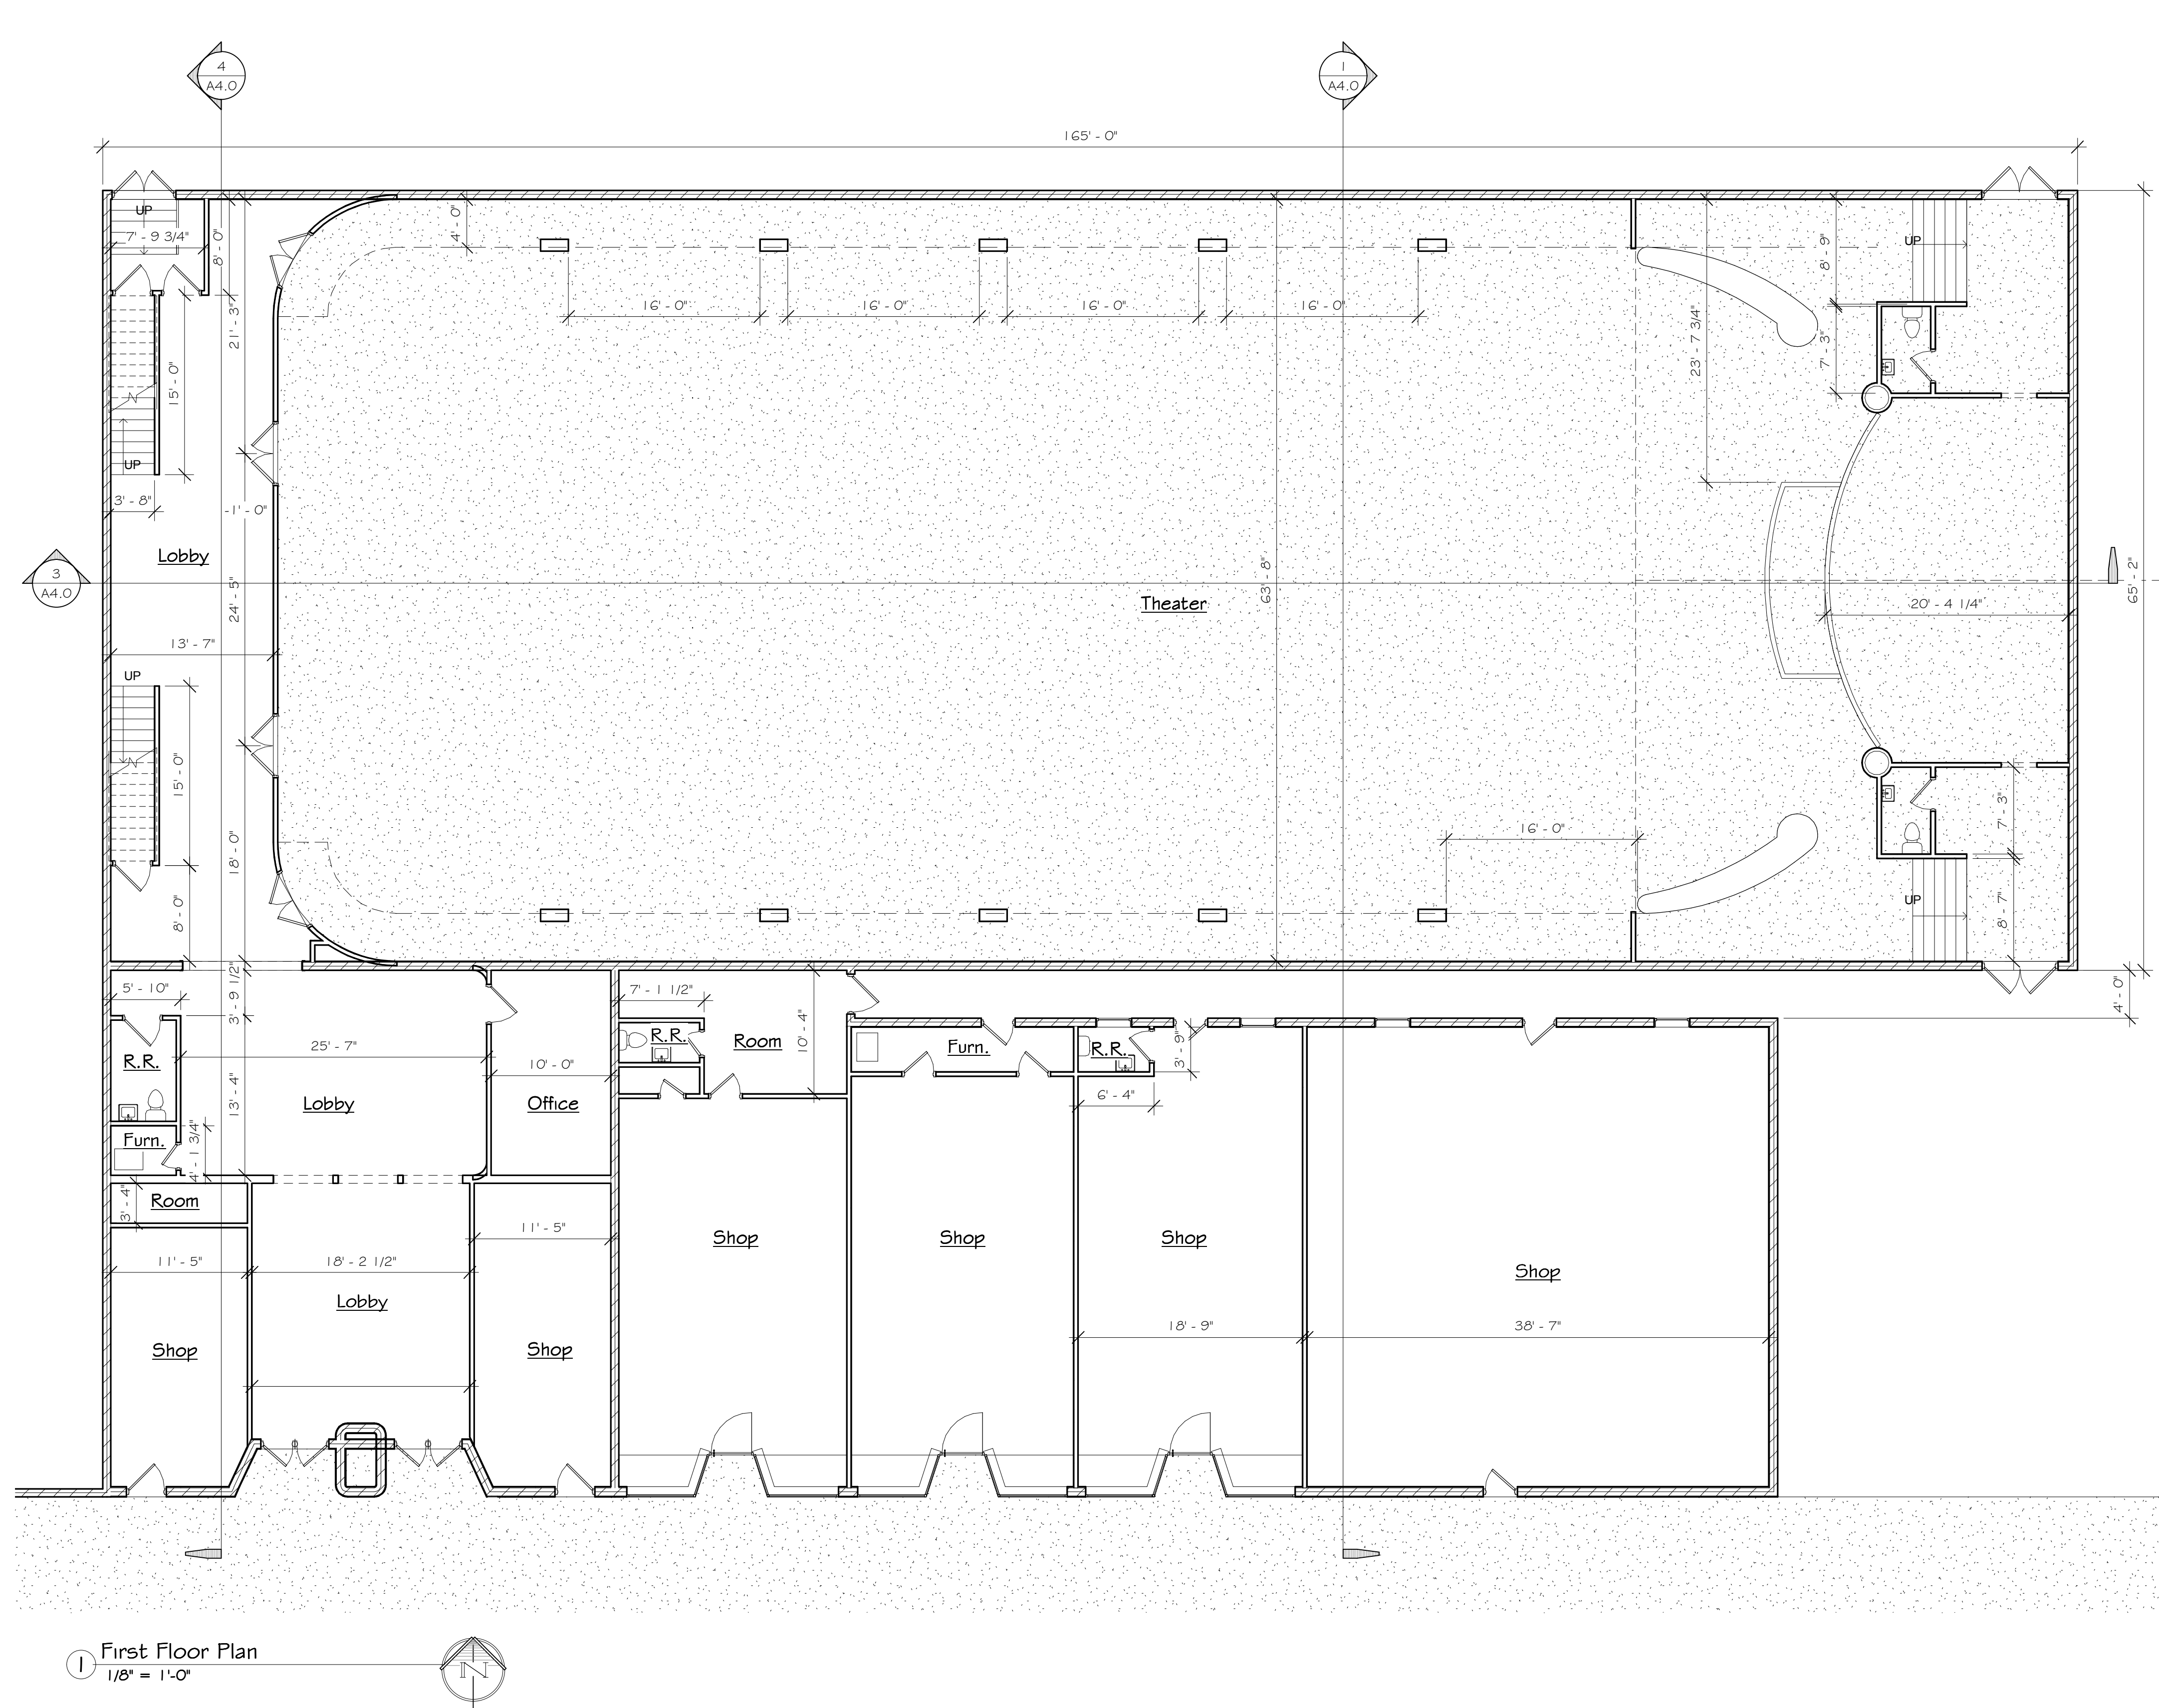 4
A4.0
1
A4.0
165' - 0"
UP
7' - 9 3/4"
8' - 0"
4' - 0"
21' - 3"
16' - 0"
16' - 0"
16' - 0"
16' - 0"
8' - 9"
UP
7' - 3"
23' - 7 3/4"
15' - 0"
UP
3' - 8"
-1' - 0"
Lobby
3
A4.0
24' - 5"
Theater
63' - 8"
20' - 4 1/4"
65' - 2"
13' - 7"
UP
15' - 0"
18' - 0"
16' - 0"
7' - 3"
UP
8' - 0"
8' - 7"
5' - 10"
3' - 9 1/2"
7' - 1 1/2"
4' - 0"
R.R.
25' - 7"
10' - 0"
R.R.
Room
10' - 4"
Furn.
R.R.
3' - 9"
13' - 4"
Lobby
Office
6' - 4"
Furn.
4' - 1 3/4"
Room
3' - 4"
11' - 5"
Shop
Shop
Shop
11' - 5"
18' - 2 1/2"
Shop
Lobby
18' - 9"
38' - 7"
Shop
Shop
1
First Floor Plan
1/8" = 1'-0"
N